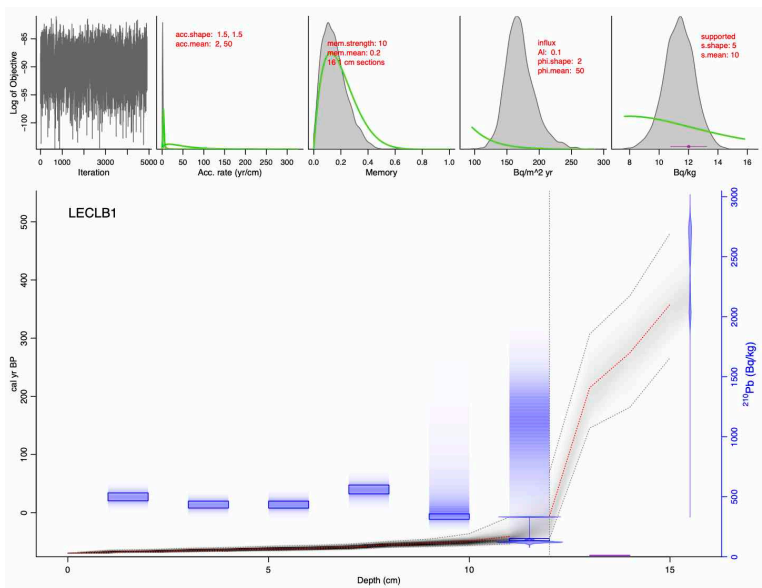 Log of Objective
−85
−90
−95
−100
0 1000 3000 5000
Iteration
acc.shape: 1.5, 1.5
acc.mean: 2, 50
0 50 100 200 300
Acc. rate (yr/cm)
mem.strength: 10
mem.mean: 0.2
16 1 cm sections
0.0 0.2 0.4 0.6 0.8 1.0
Memory
influx
Al: 0.1
phi.shape: 2
phi.mean: 50
100 150 200 250 300
Bq/m^2 yr
supported
s.shape: 5
s.mean: 10
8 10 12 14 16
Bq/kg
LECLB1
cal yr BP
500
400
300
200
100
0
3000
2500
2000
1500
1000
500
0
²¹⁰Pb (Bq/kg)
0 5 10 15
Depth (cm)